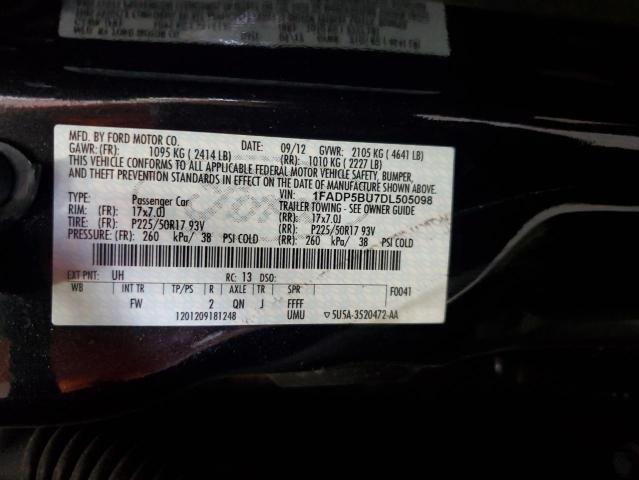 MFD. BY FORD MOTOR CO.
DATE: 09/12 GVWR: 2105 KG ( 4641 LB)
GAWR: (FR): 1095 KG ( 2414 LB) (RR): 1010 KG ( 2227 LB)
THIS VEHICLE CONFORMS TO ALL APPLICABLE FEDERAL MOTOR VEHICLE SAFETY, BUMPER,
AND THEFT PREVENTION STANDARDS IN EFFECT ON THE DATE OF MANUFACTURE SHOWN ABOVE.
VIN: 1FADP5BU7DL505098
TYPE: Passenger Car TRAILER TOWING - SEE OWNER GUIDE
RIM: (FR) 17x7.0J (RR): 17x7.0J
TIRE: (FR) P225/50R17 93V (RR): P225/50R17 93V
PRESSURE: (FR): 260 kPa/ 38 PSI COLD (RR): 260 kPa/ 38 PSI COLD
EXT PNT: UH RC: 13 DSO: F0041
WB INT TR TP/PS R AXLE TR SPR
FW 2 QN J FFFF
1201209181248 UMU ▽5U5A-3520472-AA